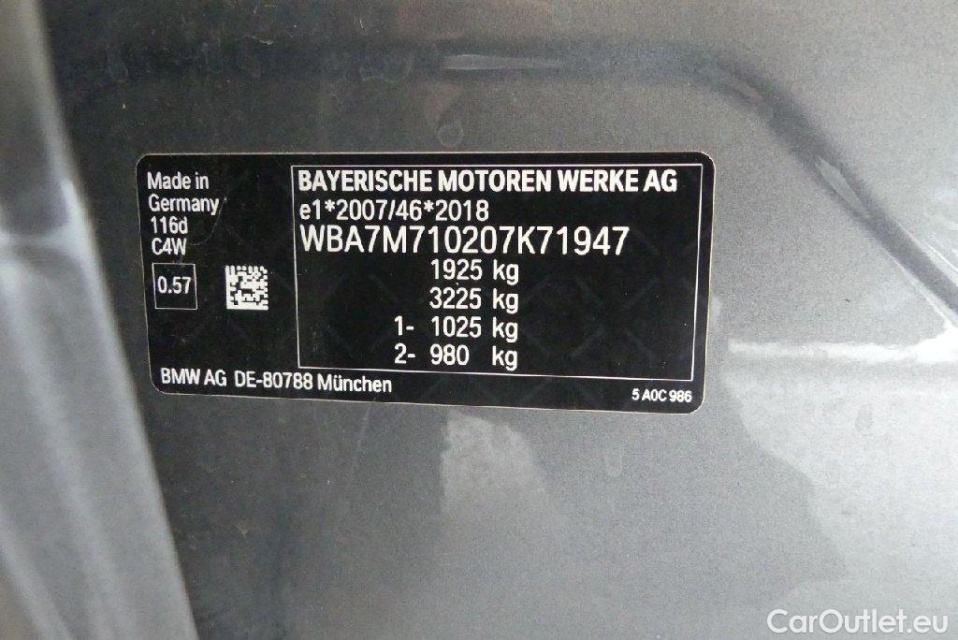 Made in
Germany
116d
C4W
0.57
BAYERISCHE MOTOREN WERKE AG
e1*2007/46*2018
WBA7M710207K71947
1925 kg
3225 kg
1- 1025 kg
2- 980 kg
BMW AG DE-80788 München
5 A0C 986
CarOutlet.eu